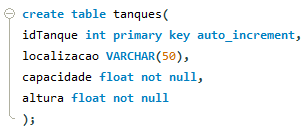 create table tanques(
idTanque int primary key auto_increment,
localizacao VARCHAR(50),
capacidade float not null,
altura float not null
);